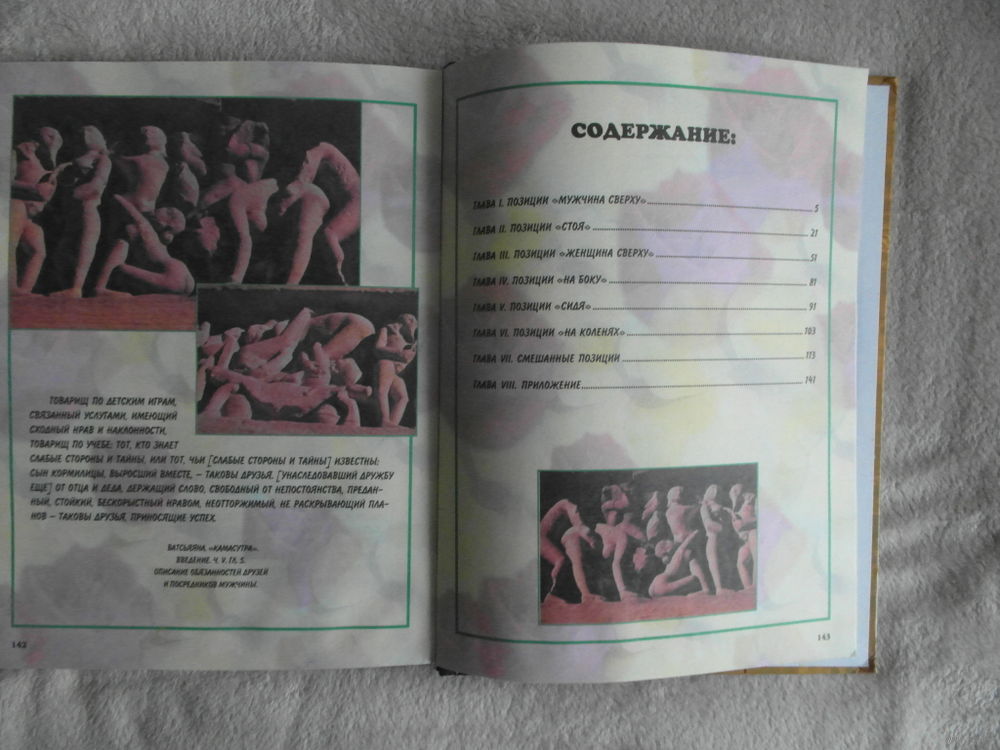 ТОВАРИЩ ПО ДЕТСКИМ ИГРАМ,
СВЯЗАННЫЙ УСЛУГАМИ, ИМЕЮЩИЙ
СХОДНЫЙ НРАВ И НАКЛОННОСТИ,
ТОВАРИЩ ПО УЧЕБЕ; ТОТ, КТО ЗНАЕТ
СЛАБЫЕ СТОРОНЫ И ТАЙНЫ, ИЛИ ТОТ, ЧЬИ [СЛАБЫЕ СТОРОНЫ И ТАЙНЫ] ИЗВЕСТНЫ;
СЫН КОРМИЛИЦЫ, ВЫРОСШИЙ ВМЕСТЕ, – ТАКОВЫ ДРУЗЬЯ. [УНАСЛЕДОВАВШИЙ ДРУЖБУ
ЕЩЕ] ОТ ОТЦА И ДЕДА, ДЕРЖАЩИЙ СЛОВО, СВОБОДНЫЙ ОТ НЕПОСТОЯНСТВА, ПРЕДАН-
НЫЙ, СТОЙКИЙ, БЕСКОРЫСТНЫЙ НРАВОМ, НЕОТТОРЖИМЫЙ, НЕ РАСКРЫВАЮЩИЙ ПЛА-
НОВ – ТАКОВЫ ДРУЗЬЯ, ПРИНОСЯЩИЕ УСПЕХ.
ВАТСЬЯЯНА. «КАМАСУТРА».
ВВЕДЕНИЕ. Ч. V. ГЛ. 5.
ОПИСАНИЕ ОБЯЗАННОСТЕЙ ДРУЗЕЙ
И ПОСРЕДНИКОВ МУЖЧИНЫ.
142
СОДЕРЖАНИЕ:
ГЛАВА I. ПОЗИЦИИ «МУЖЧИНА СВЕРХУ» 5
ГЛАВА II. ПОЗИЦИИ «СТОЯ» 21
ГЛАВА III. ПОЗИЦИИ «ЖЕНЩИНА СВЕРХУ» 51
ГЛАВА IV. ПОЗИЦИИ «НА БОКУ» 81
ГЛАВА V. ПОЗИЦИИ «СИДЯ» 91
ГЛАВА VI. ПОЗИЦИИ «НА КОЛЕНЯХ» 103
ГЛАВА VII. СМЕШАННЫЕ ПОЗИЦИИ 113
ГЛАВА VIII. ПРИЛОЖЕНИЕ 141
143